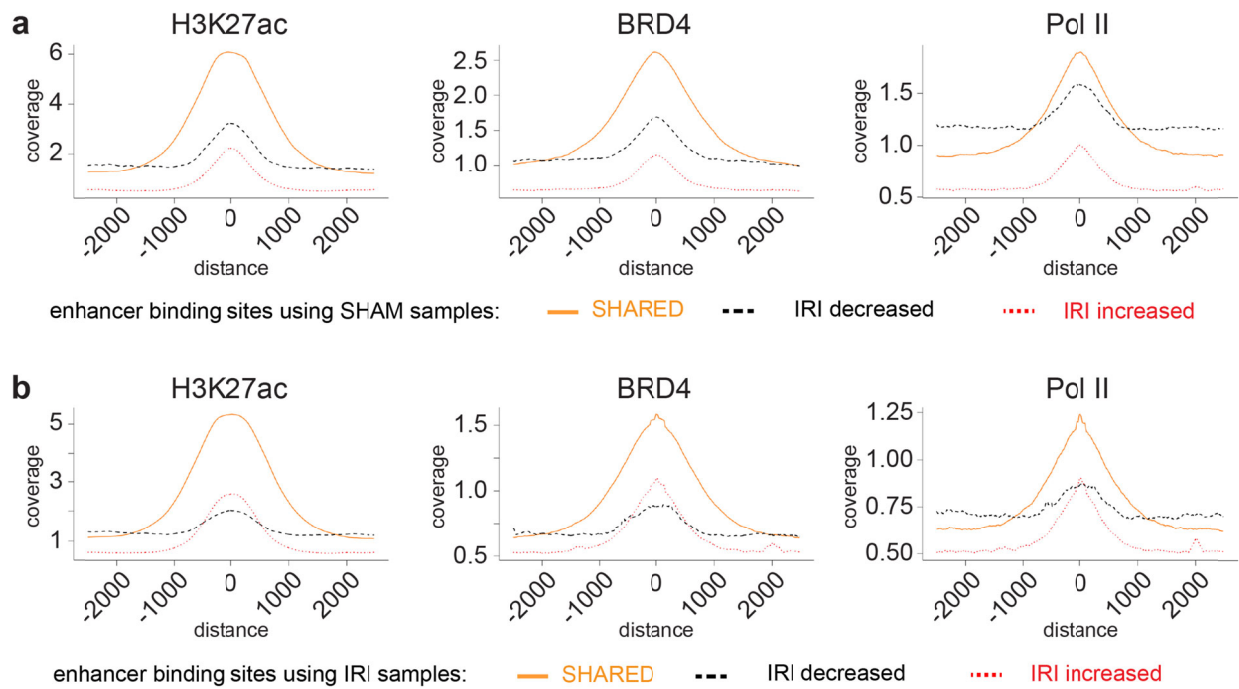 a
H3K27ac
BRD4
Pol II
coverage
6
4
2
-2000
-1000
0
1000
2000
distance
coverage
2.5
2.0
1.5
1.0
-2000
-1000
0
1000
2000
distance
coverage
1.5
1.0
0.5
-2000
-1000
0
1000
2000
distance
enhancer binding sites using SHAM samples: SHARED IRI decreased IRI increased
b
H3K27ac
BRD4
Pol II
coverage
5
3
1
-2000
-1000
0
1000
2000
distance
coverage
1.5
1.0
0.5
-2000
-1000
0
1000
2000
distance
coverage
1.25
1.00
0.75
0.50
-2000
-1000
0
1000
2000
distance
enhancer binding sites using IRI samples: SHARED IRI decreased IRI increased